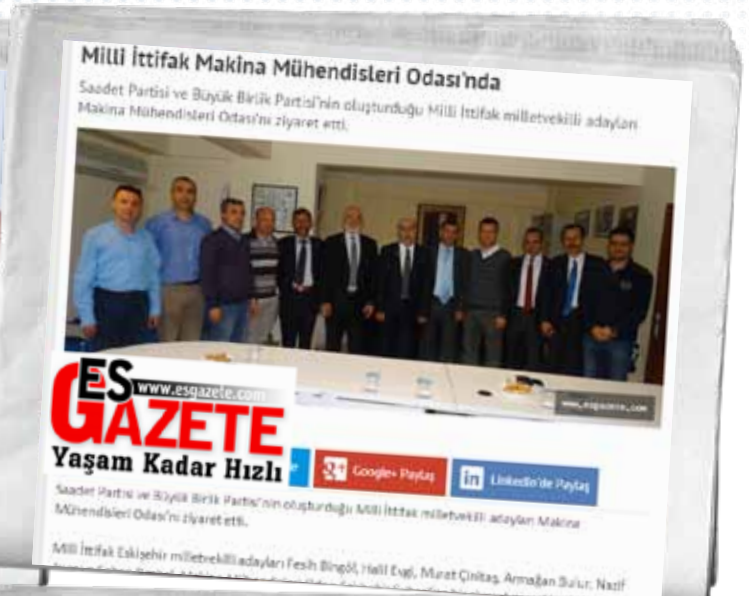 Milli İttifak Makina Mühendisleri Odası'nda
Saadet Partisi ve Büyük Birlik Partisi'nin oluşturduğu Milli İttifak milletvekili adayları
Makina Mühendisleri Odası'nı ziyaret etti.
www.esgazete.com
ES
www.esgazete.com
GAZETE
Yaşam Kadar Hızlı
Google+ Paylaş
LinkedIn'de Paylaş
Saadet Partisi ve Büyük Birlik Partisi'nin oluşturduğu Milli İttifak milletvekili adayları Makina
Mühendisleri Odası'nı ziyaret etti.
Milli İttifak Eskişehir milletvekili adayları Fesih Bingöl, Halil Murat Çinitaş, Armağan Nazif